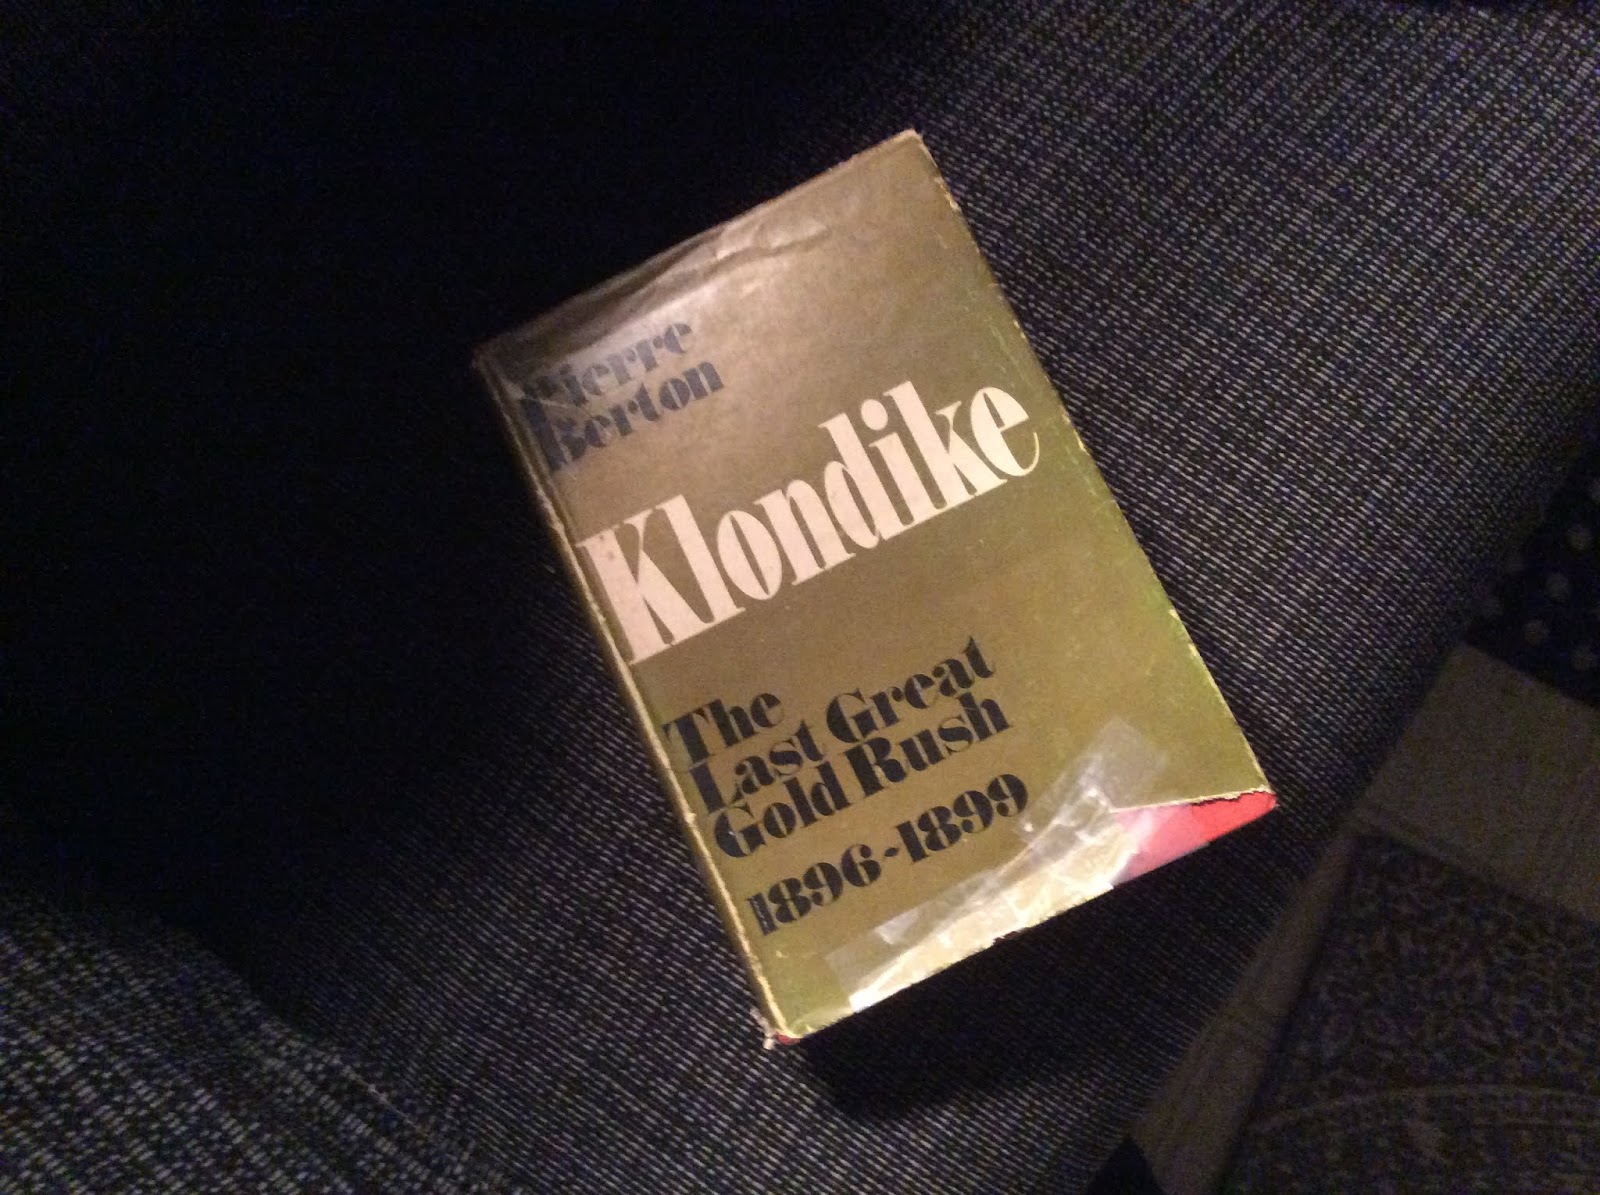 Pierre
Berton
Klondike
The
Last Great
Gold Rush
1896-1899